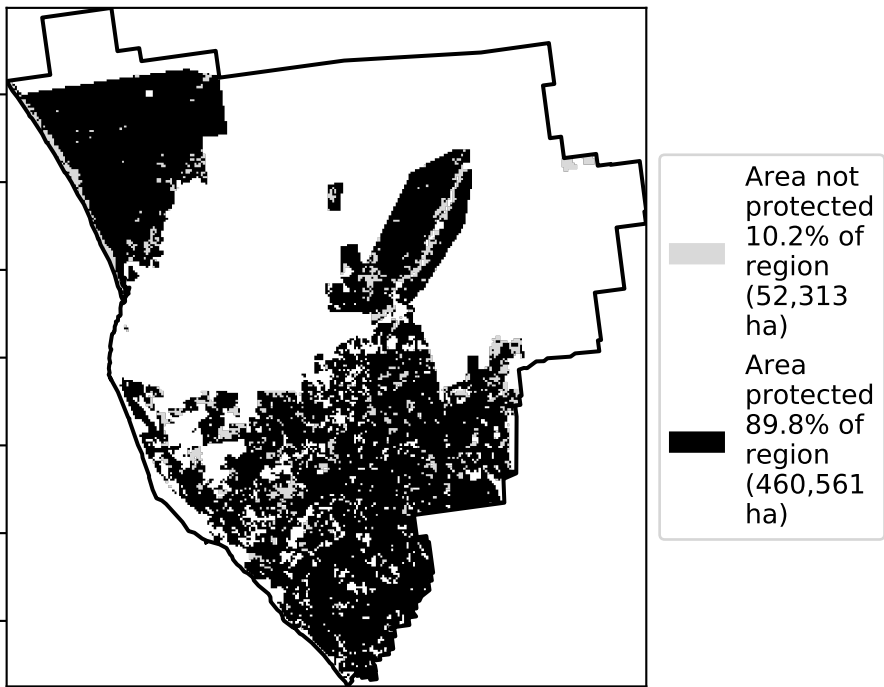 Area not
protected
10.2% of
region
(52,313
ha)
Area
protected
89.8% of
region
(460,561
ha)